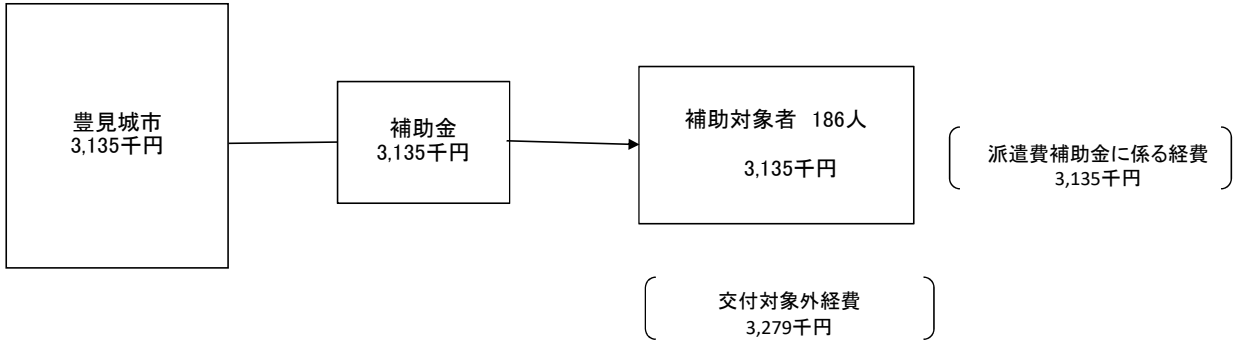 豊見城市
3,135千円
補助金
3,135千円
補助対象者 186人
3,135千円
派遣費補助金に係る経費
3,135千円
交付対象外経費
3,279千円